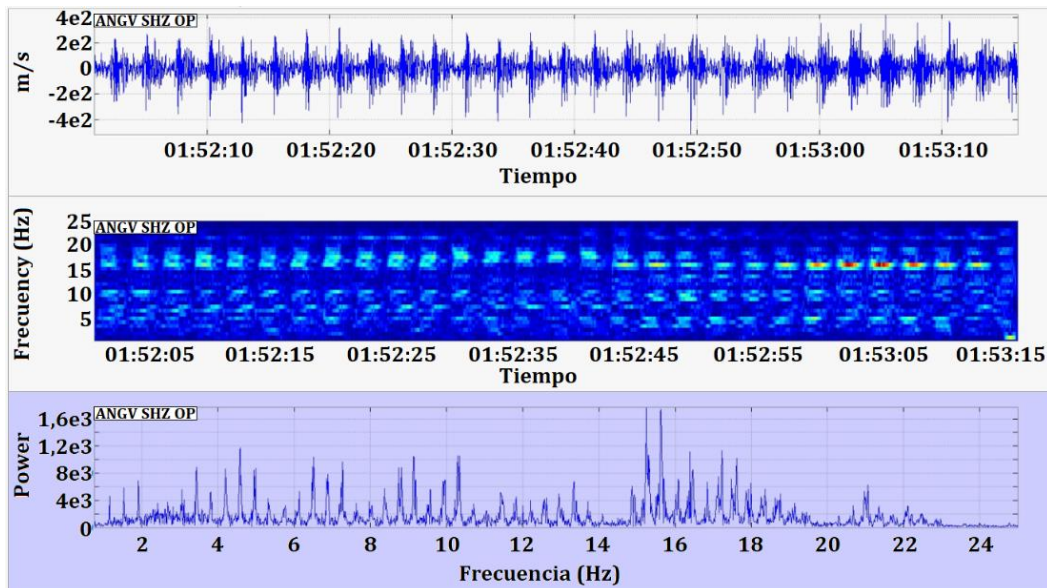 ANGV SHZ OP
m/s
4e2
2e2
0
-2e2
-4e2
01:52:10 01:52:20 01:52:30 01:52:40 01:52:50 01:53:00 01:53:10
Tiempo
ANGV SHZ OP
Frecuency (Hz)
25
20
15
10
5
01:52:05 01:52:15 01:52:25 01:52:35 01:52:45 01:52:55 01:53:05 01:53:15
Tiempo
ANGV SHZ OP
Power
1,6e3
1,2e3
8e3
4e3
0
2 4 6 8 10 12 14 16 18 20 22 24
Frecuencia (Hz)